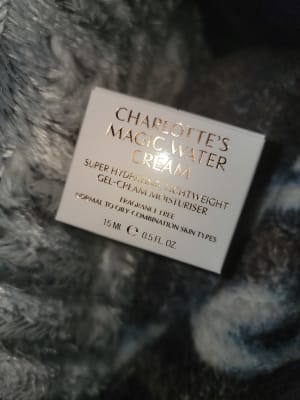 CHARLOTTE'S
MAGIC WATER
CREAM
SUPER HYDRATING, LIGHTWEIGHT
GEL-CREAM MOISTURISER
FRAGRANCE FREE
NORMAL TO OILY COMBINATION SKIN TYPES
15 ML ℮ 0.5 FL. OZ.